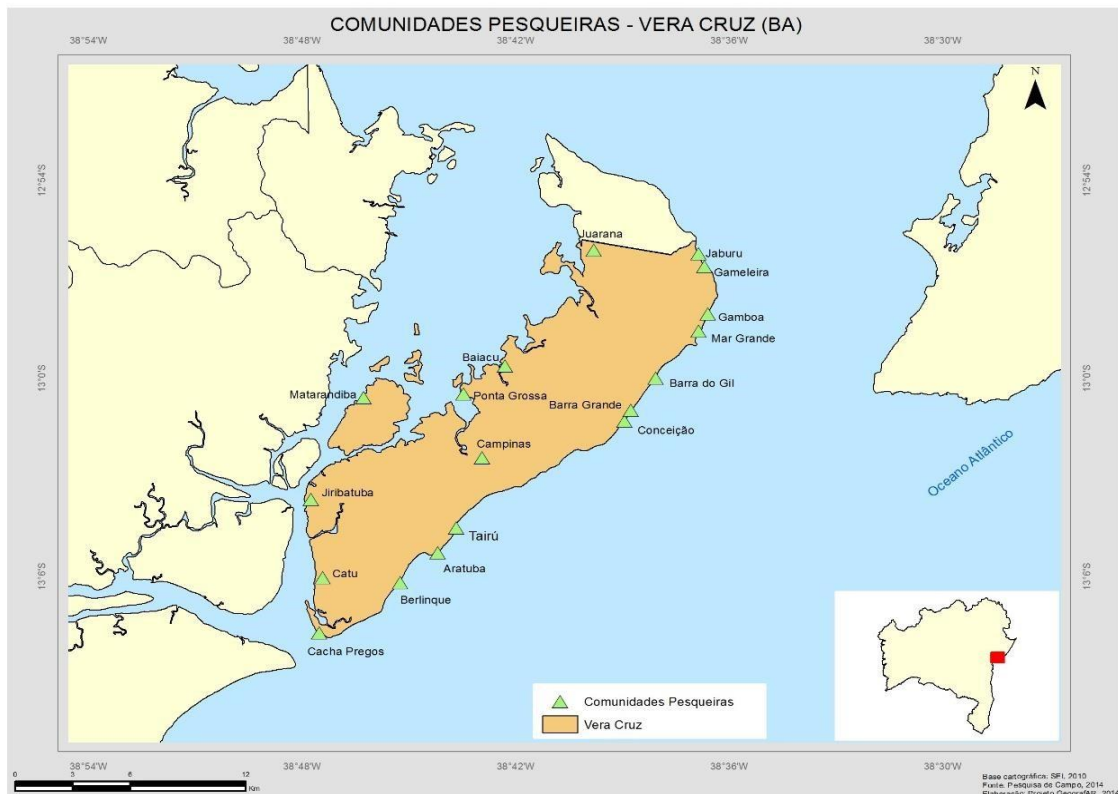 COMUNIDADES PESQUEIRAS - VERA CRUZ (BA)
38°54'W 38°48'W 38°42'W 38°36'W 38°30'W
N
12°54'S 12°54'S
Juarana
Jaburu
Gameleira
Gamboa
Mar Grande
Baiacu
13°0'S 13°0'S
Barra do Gil
Matarandiba
Ponta Grossa
Barra Grande
Conceição
Campinas
Oceano Atlântico
Jiribatuba
Tairú
Aratuba
Catu
13°6'S 13°6'S
Berlinque
Cacha Pregos
Comunidades Pesqueiras
Vera Cruz
38°54'W 38°48'W 38°42'W 38°36'W 38°30'W
0 3 6 12
Km
Base cartográfica: SEI, 2010
Fonte: Pesquisa de Campo, 2014
Elaboração: Projeto GeografAR, 2014